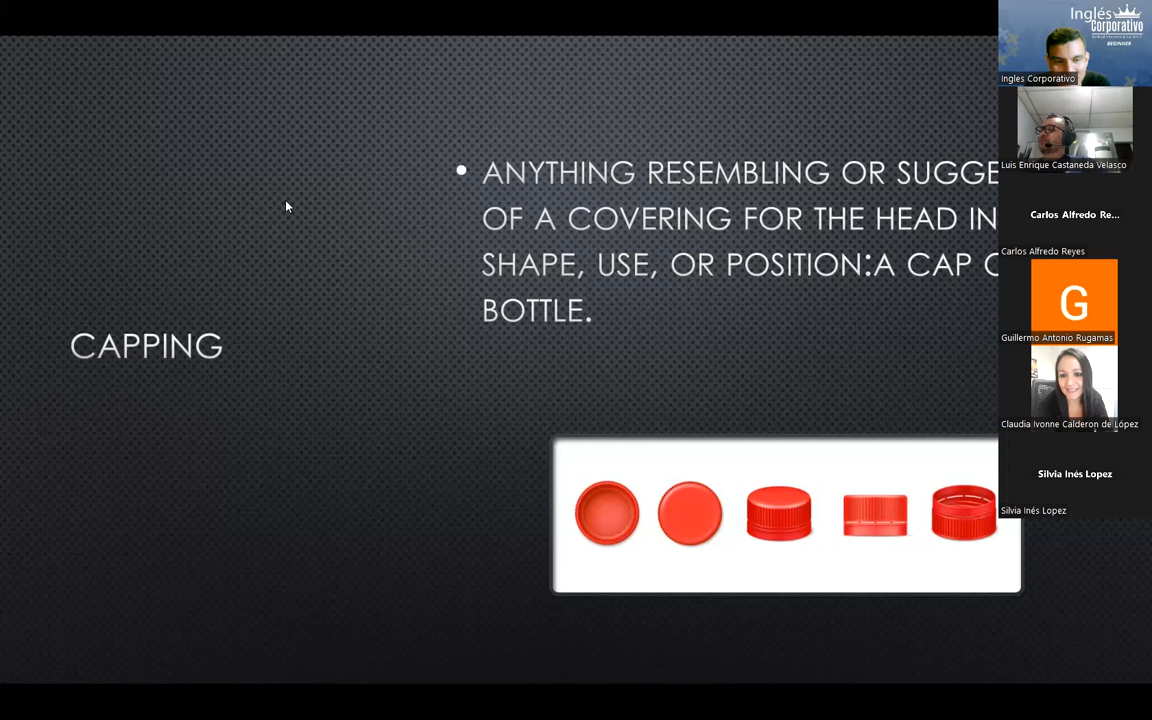 Inglés
Corporativo
BEGINNER
Ingles Corporativo
Luis Enrique Castaneda Velasco
Carlos Alfredo Re...
Carlos Alfredo Reyes
G
Guillermo Antonio Rugamas
Claudia Ivonne Calderon de López
Silvia Inés Lopez
Silvia Inés Lopez
CAPPING
• ANYTHING RESEMBLING OR SUGGE
OF A COVERING FOR THE HEAD IN
SHAPE, USE, OR POSITION:A CAP
BOTTLE.